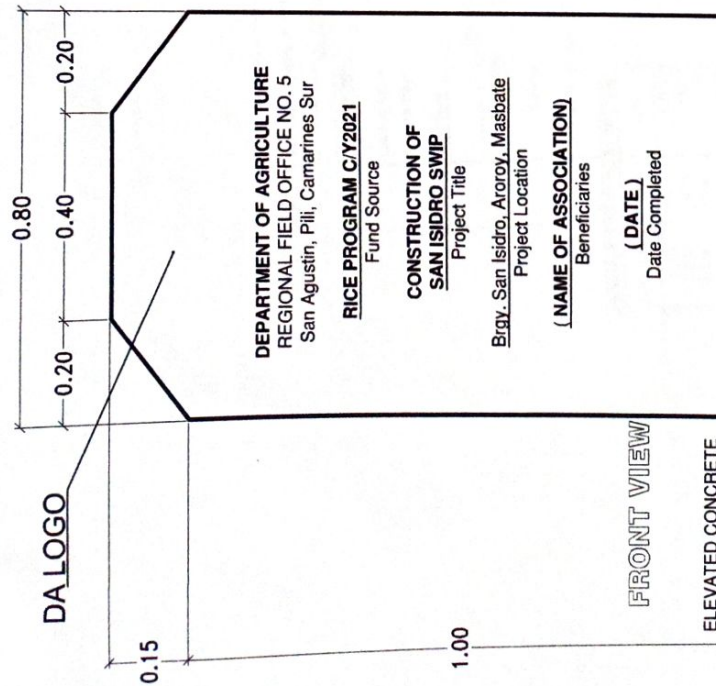 0.80
0.20
0.40
0.20
DA LOGO
0.15
1.00
DEPARTMENT OF AGRICULTURE
REGIONAL FIELD OFFICE NO. 5
San Agustin, Pili, Camarines Sur
RICE PROGRAM C/Y2021
Fund Source
CONSTRUCTION OF
SAN ISIDRO SWIP
Project Title
Brgy. San Isidro, Aroroy, Masbate
Project Location
( NAME OF ASSOCIATION)
Beneficiaries
( DATE )
Date Completed
FRONT VIEW
ELEVATED CONCRETE